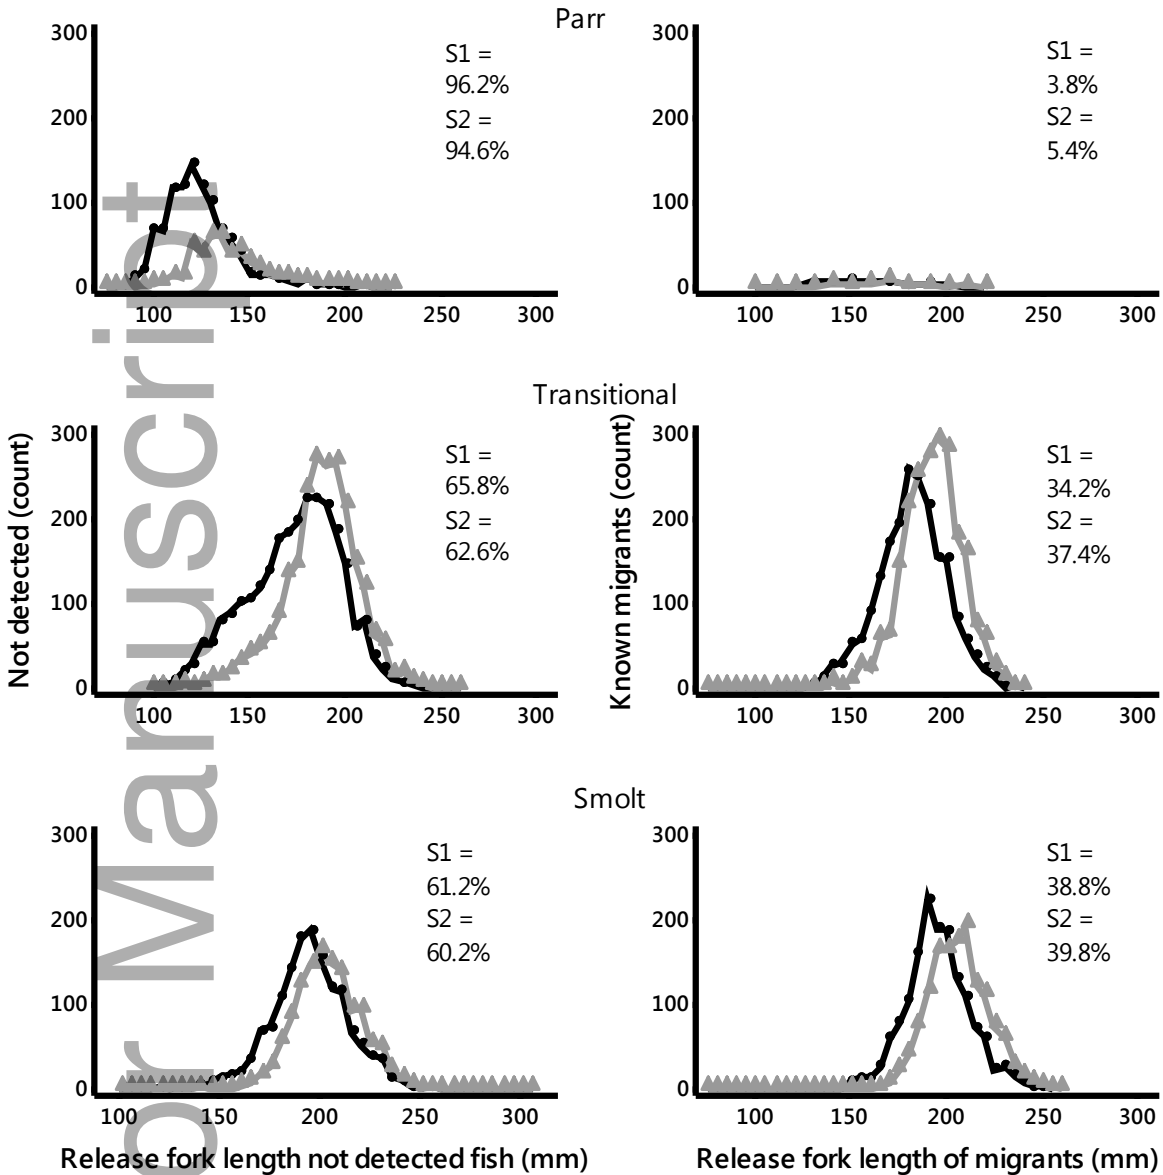 Parr
300
200
100
0
100 150 200 250 300
S1 =
96.2%
S2 =
94.6%
300
200
100
0
100 150 200 250 300
S1 =
3.8%
S2 =
5.4%
Transitional
Not detected (count)
300
200
100
0
100 150 200 250 300
S1 =
65.8%
S2 =
62.6%
Known migrants (count)
300
200
100
0
100 150 200 250 300
S1 =
34.2%
S2 =
37.4%
Smolt
300
200
100
0
100 150 200 250 300
S1 =
61.2%
S2 =
60.2%
300
200
100
0
100 150 200 250 300
S1 =
38.8%
S2 =
39.8%
Release fork length not detected fish (mm)
Release fork length of migrants (mm)
or Manuscript